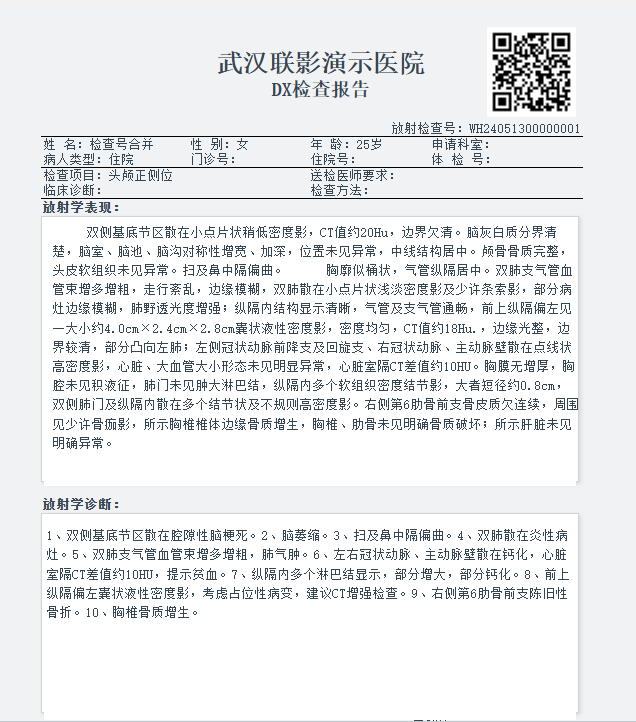 武汉联影演示医院
DX检查报告
放射检查号: WH24051300000001
姓 名: 检查号合并 性 别: 女 年 龄: 25岁 申请科室:
病人类型: 住院 门诊号: 住院号: 体 检 号:
检查项目: 头颅正侧位 送检医师要求:
临床诊断: 检查方法:
放射学表现:
双侧基底节区散在小点片状稍低密度影, CT值约20Hu, 边界欠清。脑灰白质分界清
楚, 脑室、脑池、脑沟对称性增宽、加深, 位置未见异常, 中线结构居中。颅骨骨质完整,
头皮软组织未见异常。扫及鼻中隔偏曲。 胸廓似桶状, 气管纵隔居中。双肺支气气管血
管束增多增粗, 走行紊乱, 边缘模糊, 双肺散在小点片状浅淡密度影及少许条索影, 部分病
灶边缘模糊, 肺野透光度增强; 纵隔内结构显示清晰, 气管及支气管通畅, 前上纵隔偏左见
一大小约4.0cm×2.4cm×2.8cm囊状液性密度影, 密度均匀, CT值约18Hu., 边缘光整, 边
界较清, 部分凸向左肺; 左侧冠状动脉前降支及回旋支、右冠状动脉、主动脉壁散在点线状
高密度影, 心脏、大血管大小形态未见明显异常, 心脏室隔CT差值约10HU。胸膜无增厚, 胸
腔未见积液征, 肺门未见肿大淋巴结, 纵隔内多个软组织密度结节影, 大者短径约0.8cm,
双侧肺门及纵隔内散在多个结节状及不规则高密度影。右侧第6肋骨前支骨皮质欠连续, 周围
见少许骨痂影, 所示胸椎椎体边缘骨质增生, 胸椎、肋骨未见明确骨质破坏; 所示肝脏未见
明确异常。
放射学诊断:
1、双侧基底节区散在腔隙性脑梗死。2、脑萎缩。3、扫及鼻中隔偏曲。4、双肺散在炎性病
灶。5、双肺支气管血管束增多增粗, 肺气肿。6、左右冠状动脉、主动脉壁散在钙化, 心脏
室隔CT差值约10HU, 提示贫血。7、纵隔内多个淋巴结显示, 部分增大, 部分钙化。8、前上
纵隔偏左囊状液性密度影, 考虑占位性病变, 建议CT增强检查。9、右侧第6肋骨前支陈旧性
骨折。10、胸椎骨质增生。